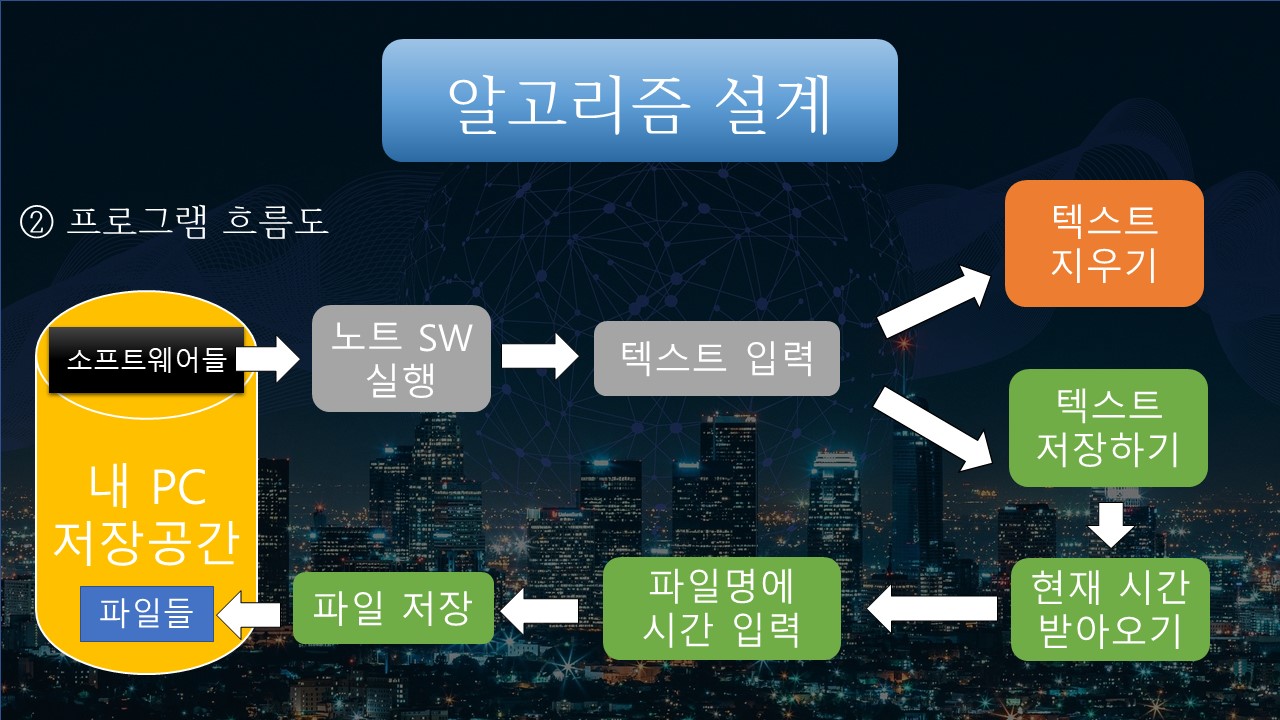 알고리즘 설계
② 프로그램 흐름도
소프트웨어들
노트 SW
실행
텍스트 입력
텍스트
지우기
텍스트
저장하기
현재 시간
받아오기
파일명에
시간 입력
파일 저장
내 PC
저장공간
파일들